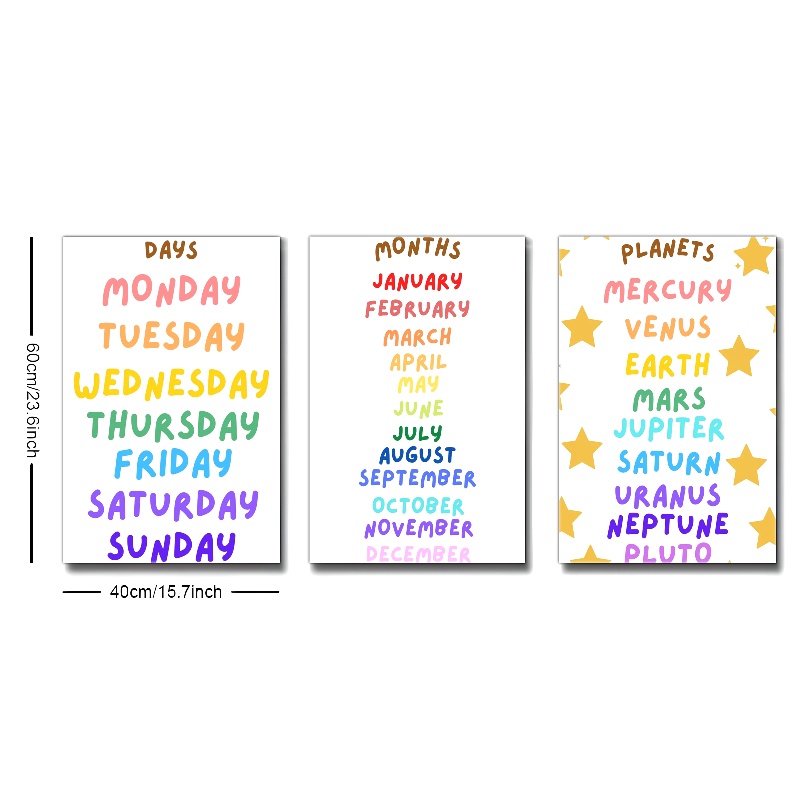 DAYS
MONDAY
TUESDAY
WEDNESDAY
THURSDAY
FRIDAY
SATURDAY
SUNDAY
MONTHS
JANUARY
FEBRUARY
MARCH
APRIL
MAY
JUNE
JULY
AUGUST
SEPTEMBER
OCTOBER
NOVEMBER
DECEMBER
PLANETS
MERCURY
VENUS
EARTH
MARS
JUPITER
SATURN
URANUS
NEPTUNE
PLUTO
60cm/23.6inch
40cm/15.7inch